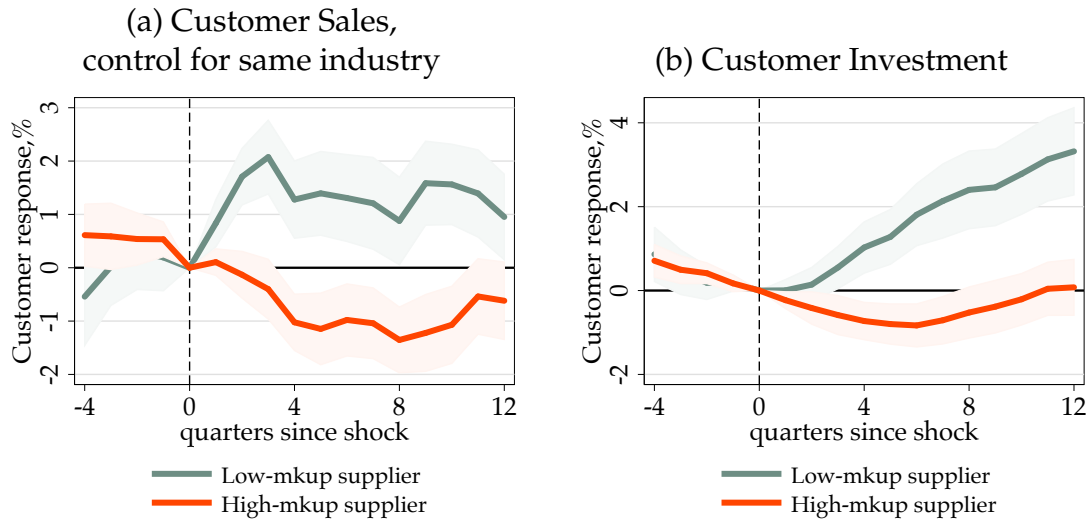 (a) Customer Sales,
control for same industry
Customer response,%
3
2
1
0
-1
-2
-4
0
4
8
12
quarters since shock
Low-mkup supplier
High-mkup supplier
(b) Customer Investment
Customer response,%
4
2
0
-2
-4
0
4
8
12
quarters since shock
Low-mkup supplier
High-mkup supplier